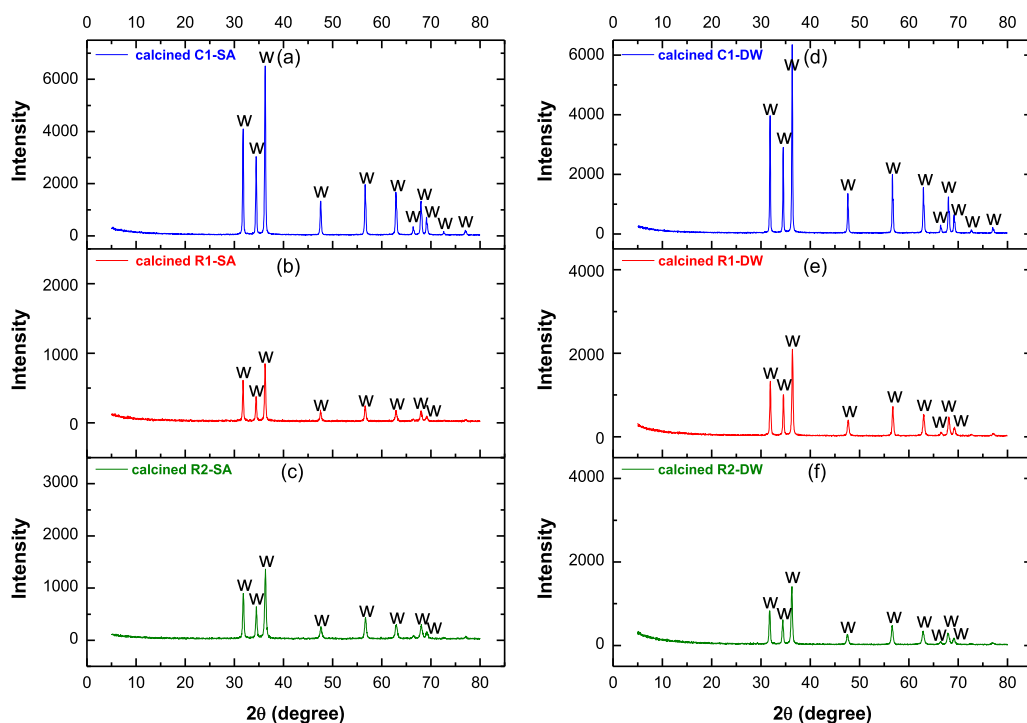 0 10 20 30 40 50 60 70 80
calcined C1-SA (a)
6000
4000
2000
0
Intensity
W W W W W W W W W W W
calcined R1-SA (b)
2000
1000
0
Intensity
W W W W W W W W
calcined R2-SA (c)
3000
2000
1000
0
Intensity
W W W W W W W W
0 10 20 30 40 50 60 70 80
2θ (degree)
0 10 20 30 40 50 60 70 80
calcined C1-DW (d)
6000
4000
2000
0
Intensity
W W W W W W W W W W W
calcined R1-DW (e)
4000
2000
0
Intensity
W W W W W W W W W
calcined R2-DW (f)
4000
2000
0
Intensity
W W W W W W W W W
0 10 20 30 40 50 60 70 80
2θ (degree)